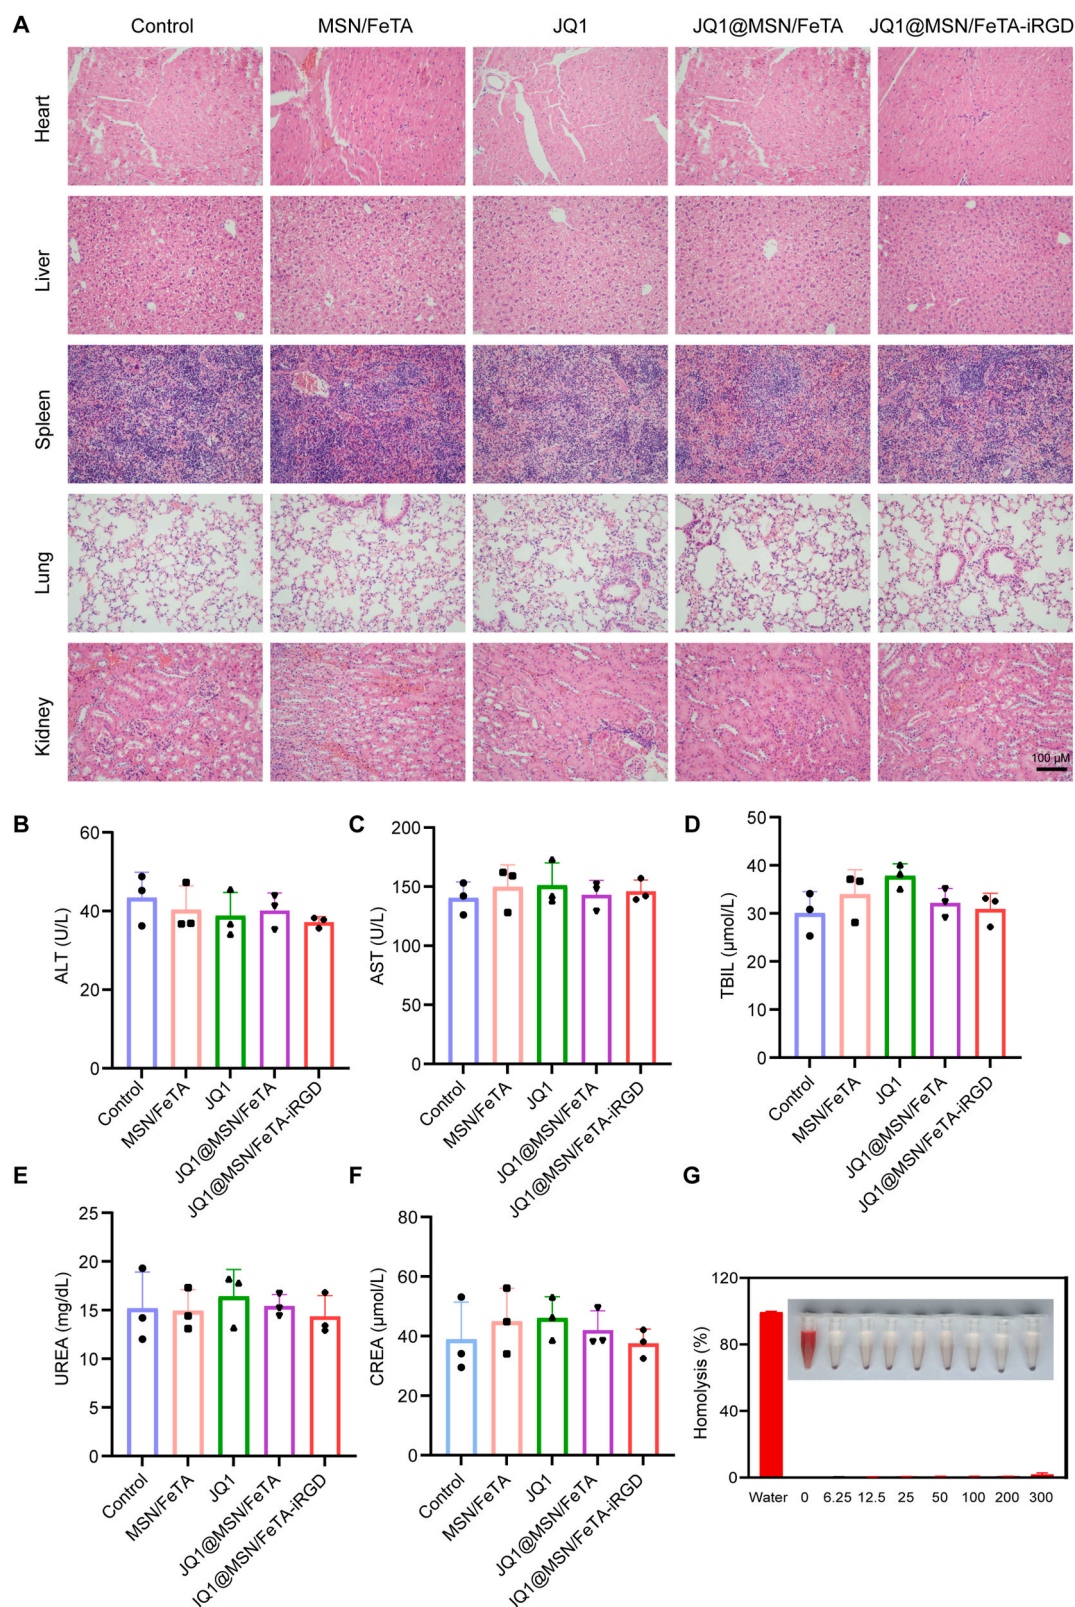 A
Control MSN/FeTA JQ1 JQ1@MSN/FeTA JQ1@MSN/FeTA-iRGD
Heart
Liver
Spleen
Lung
Kidney
100 µM
B
ALT (U/L)
60
40
20
0
Control
MSN/FeTA
JQ1
JQ1@MSN/FeTA
JQ1@MSN/FeTA-iRGD
C
AST (U/L)
200
150
100
50
0
Control
MSN/FeTA
JQ1
JQ1@MSN/FeTA
JQ1@MSN/FeTA-iRGD
D
TBIL (µmol/L)
50
40
30
20
10
0
Control
MSN/FeTA
JQ1
JQ1@MSN/FeTA
JQ1@MSN/FeTA-iRGD
E
UREA (mg/dL)
25
20
15
10
5
0
Control
MSN/FeTA
JQ1
JQ1@MSN/FeTA
IQ1@MSN/FeTA-iRGD
F
CREA (µmol/L)
80
60
40
20
0
Control
MSN/FeTA
JQ1
JQ1@MSN/FeTA
IQ1@MSN/FeTA-iRGD
G
Homolysis (%)
120
80
40
0
Water 0 6.25 12.5 25 50 100 200 300